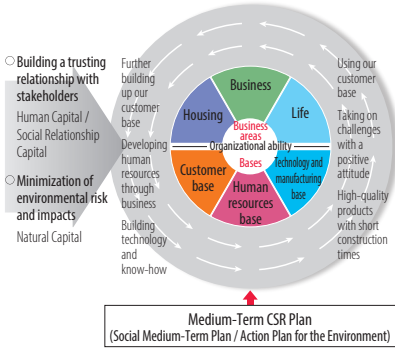 ○ Building a trusting
relationship with
stakeholders
Human Capital /
Social Relationship
Capital
○ Minimization of
environmental risk
and impacts
Natural Capital
Further
building
up our
customer
base
Developing
human
resources
through
business
Building
technology
and
know-how
Housing
Business
Life
Business
areas
Organizational ability
Bases
Customer
base
Human
resources
base
Technology and
manufacturing
base
Using our
customer
base
Taking on
challenges
with a
positive
attitude
High-quality
products
with short
construction
times
Medium-Term CSR Plan
(Social Medium-Term Plan / Action Plan for the Environment)